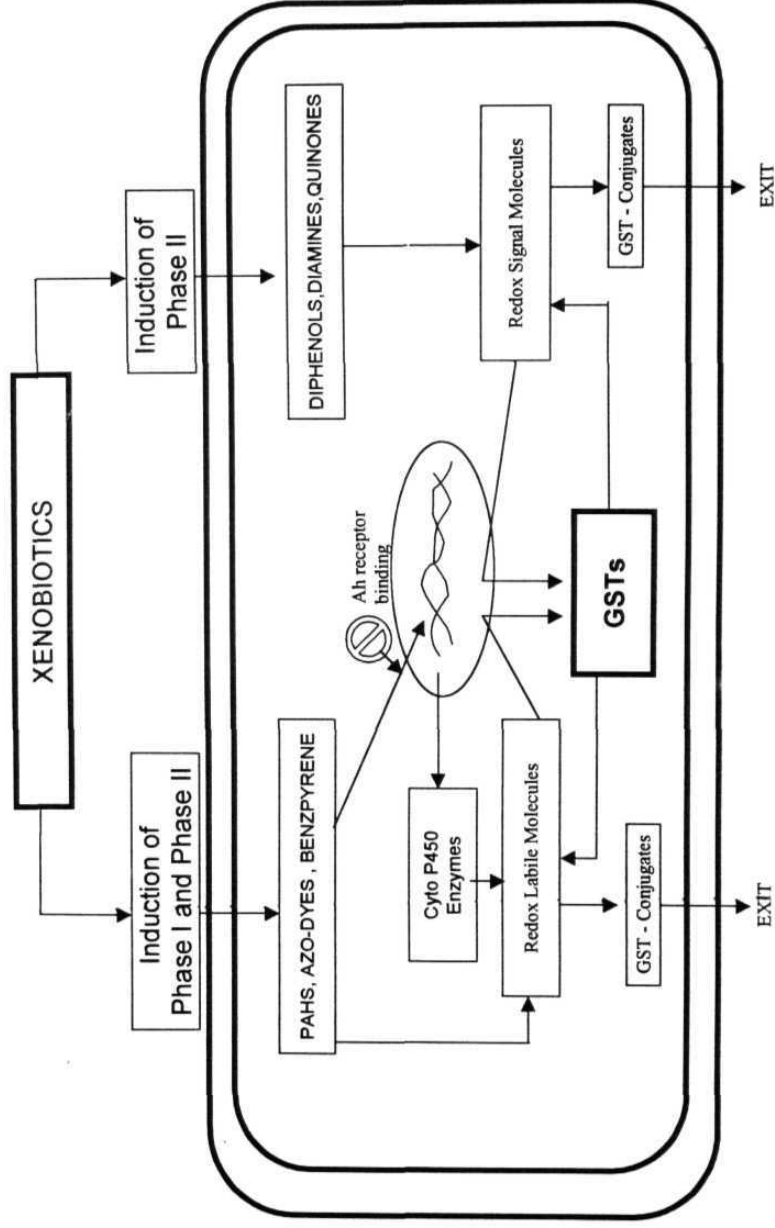 XENOBIOTICS
Induction of
Phase I and Phase II
Induction of
Phase II
PAHS, AZO-DYES , BENZPYRENE
DIPHENOLS,DIAMINES,QUINONES
Ah receptor
binding
Cyto P450
Enzymes
Redox Labile Molecules
Redox Signal Molecules
GSTs
GST - Conjugates
GST - Conjugates
EXIT
EXIT